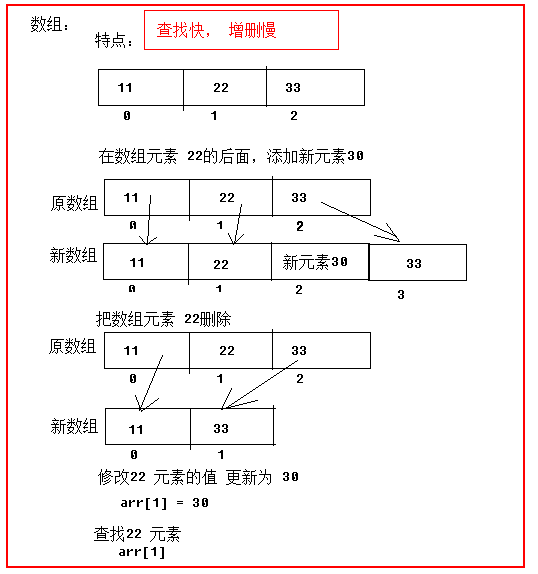 数组：
特点：
查找快， 增删慢
11 22 33
0 1 2
在数组元素 22的后面，添加新元素30
原数组 11 22 33
0 1 2
新数组 11 22 新元素30 33
0 1 2 3
把数组元素 22删除
原数组 11 22 33
0 1 2
新数组 11 33
0 1
修改22 元素的值 更新为 30
arr[1] = 30
查找22 元素
arr[1]